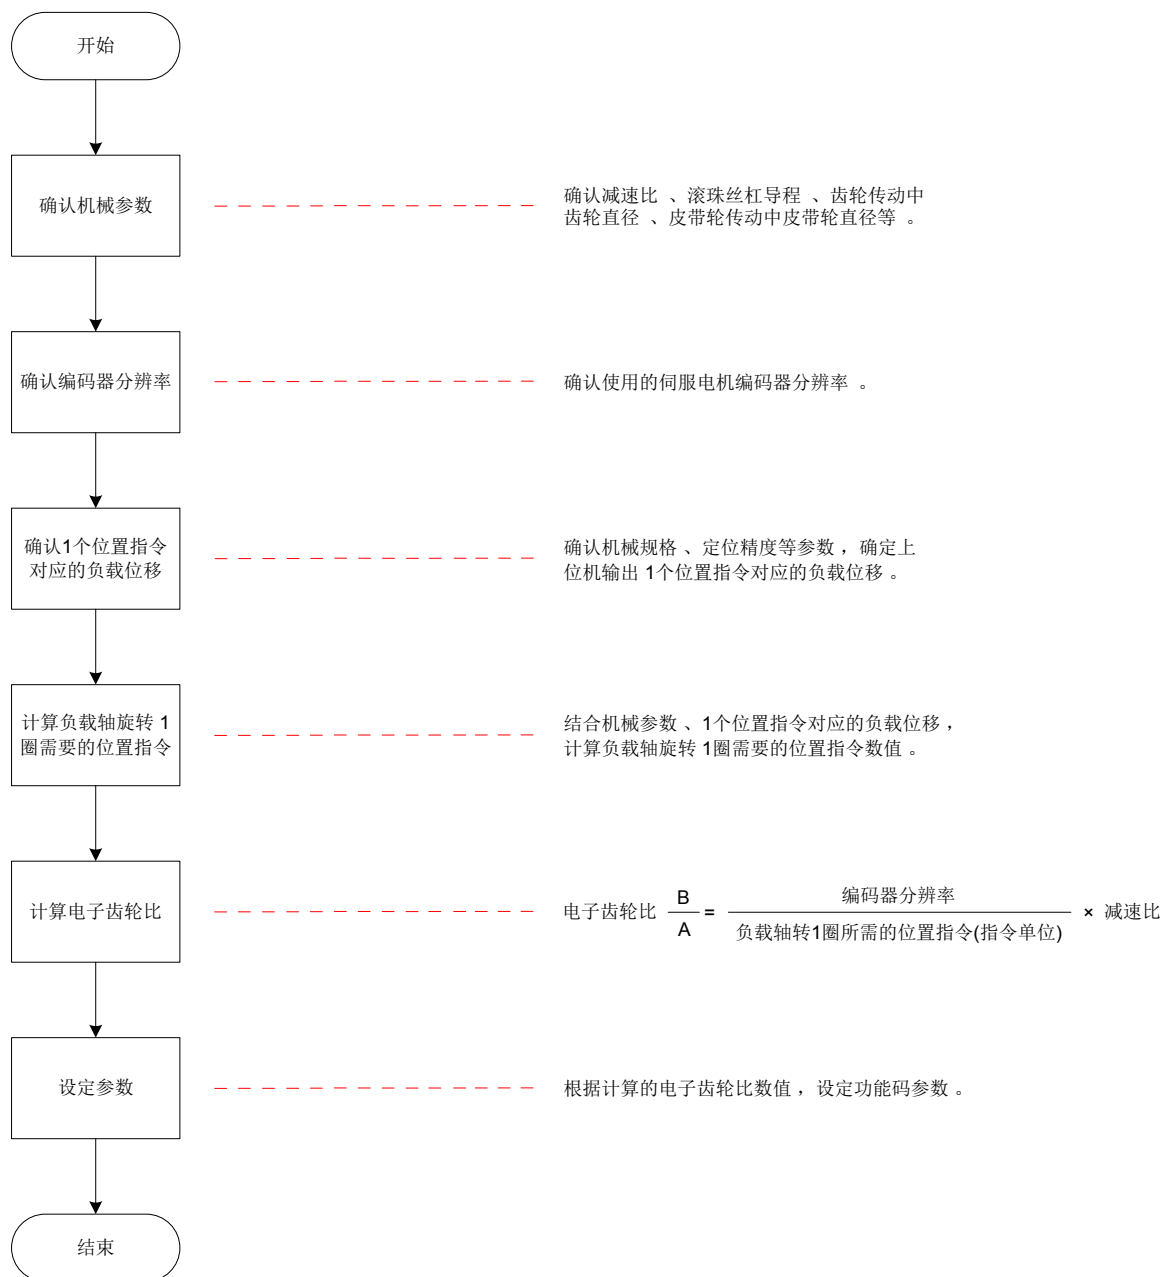 开始
确认机械参数
确认减速比 、滚珠丝杠导程 、齿轮传动中
齿轮直径 、皮带轮传动中皮带轮直径等 。
确认编码器分辨率
确认使用的伺服电机编码器分辨率 。
确认1个位置指令
对应的负载位移
确认机械规格 、定位精度等参数 ，确定上
位机输出 1个位置指令对应的负载位移 。
计算负载轴旋转 1
圈需要的位置指令
结合机械参数 、1个位置指令对应的负载位移 ，
计算负载轴旋转 1圈需要的位置指令数值 。
计算电子齿轮比
电子齿轮比 B/A = 编码器分辨率/负载轴转1圈所需的位置指令(指令单位) × 减速比
设定参数
根据计算的电子齿轮比数值 ，设定功能码参数 。
结束